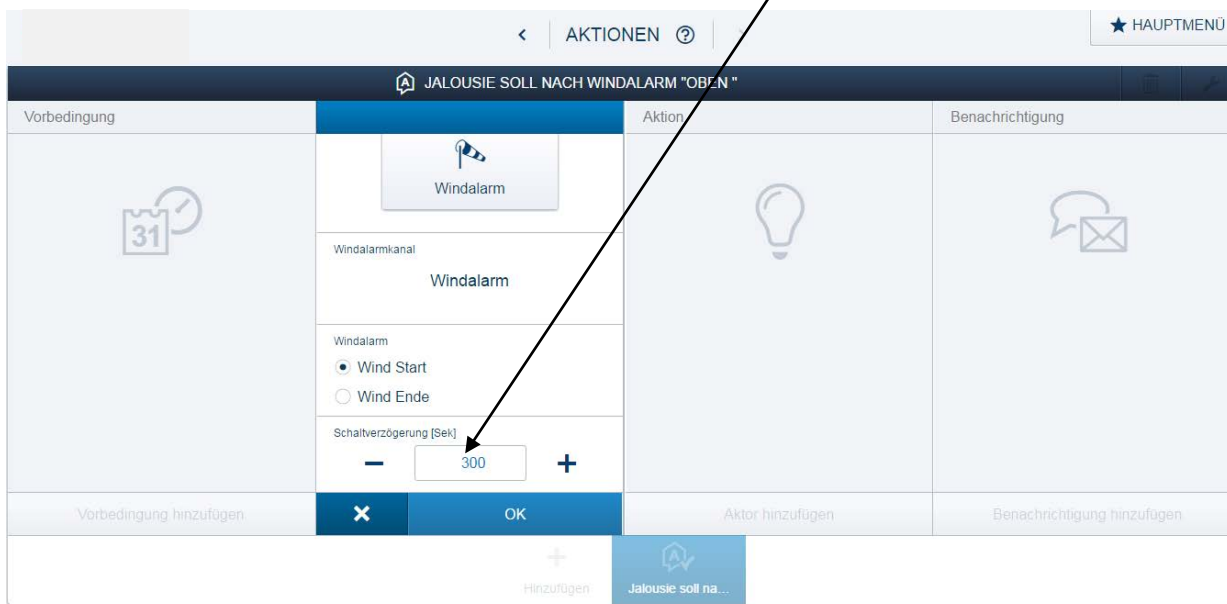 AKTIONEN ?
HAUPTMENÜ
JALOUSIE SOLL NACH WINDALARM "OBEN "
Vorbedingung
Aktion
Benachrichtigung
31
Windalarm
Windalarmkanal
Windalarm
Windalarm
Wind Start
Wind Ende
Schaltverzögerung [Sek]
− 300 +
Vorbedingung hinzufügen
× OK
Aktor hinzufügen
Benachrichtigung hinzufügen
+
Hinzufügen
Jalousie soll na...